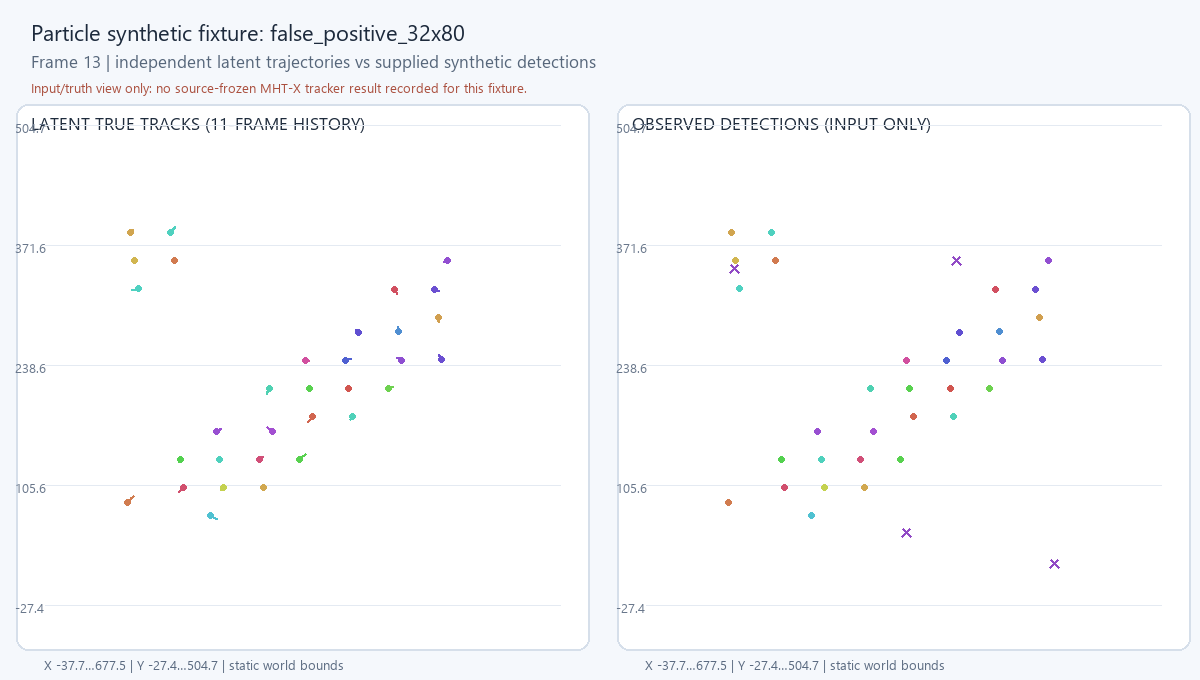 Particle synthetic fixture: false_positive_32x80
Frame 13 | independent latent trajectories vs supplied synthetic detections
Input/truth view only: no source-frozen MHT-X tracker result recorded for this fixture.
LATENT TRUE TRACKS (11-FRAME HISTORY)
504.7
371.6
238.6
105.6
-27.4
X -37.7...677.5 | Y -27.4...504.7 | static world bounds
OBSERVED DETECTIONS (INPUT ONLY)
504.7
371.6
238.6
105.6
-27.4
X -37.7...677.5 | Y -27.4...504.7 | static world bounds